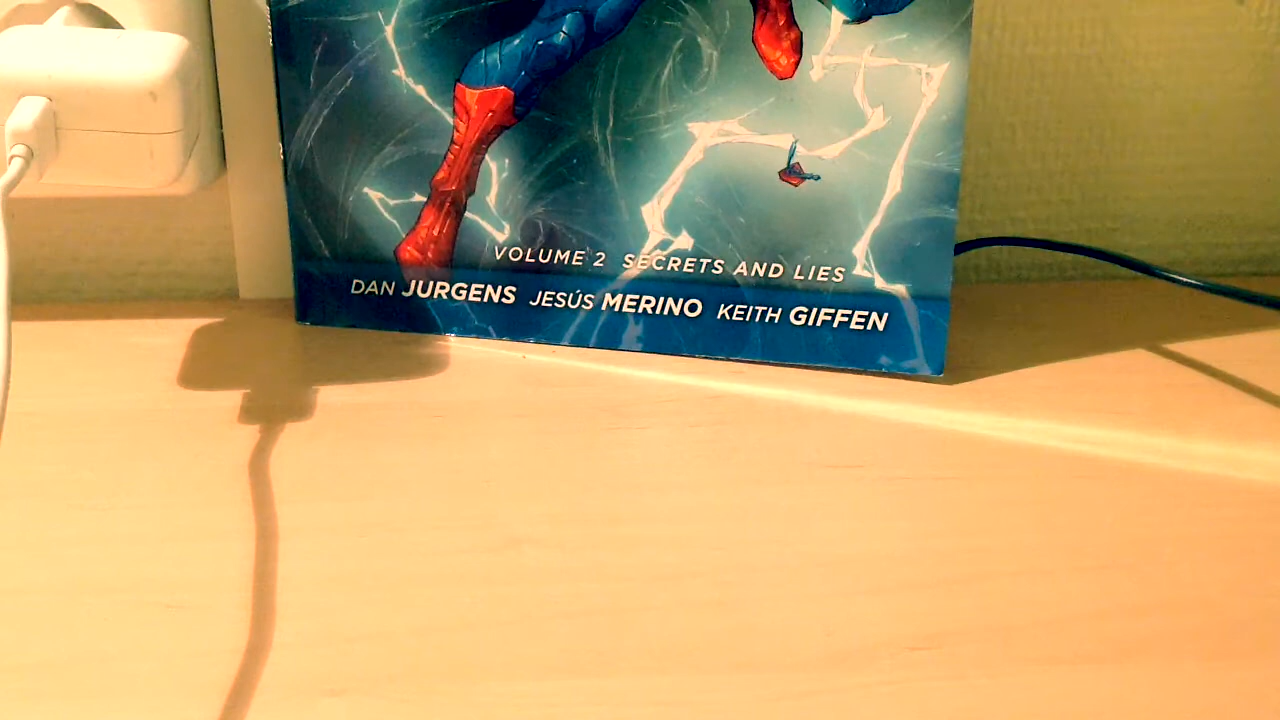 VOLUME 2 SECRETS AND LIES
DAN JURGENS JESÚS MERINO KEITH GIFFEN